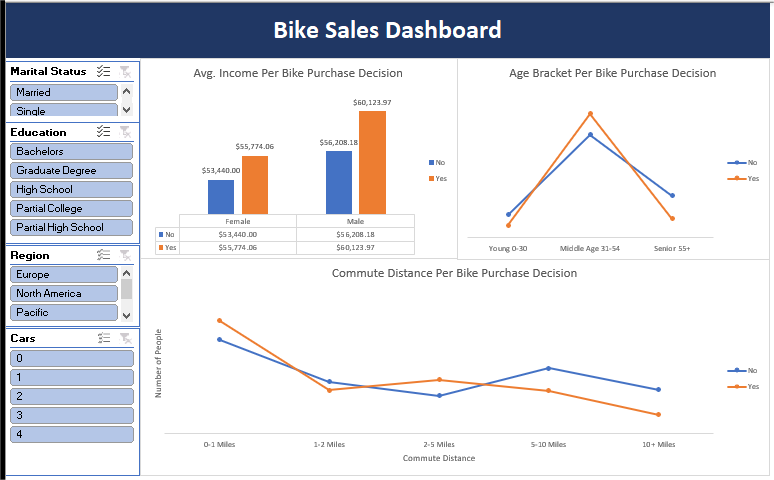 Bike Sales Dashboard
Marital Status
Married
Single
Education
Bachelors
Graduate Degree
High School
Partial College
Partial High School
Region
Europe
North America
Pacific
Cars
0
1
2
3
4
Avg. Income Per Bike Purchase Decision
$60,123.97
$56,208.18
$55,774.06
$53,440.00
No
Yes
Female Male
No $53,440.00 $56,208.18
Yes $55,774.06 $60,123.97
Age Bracket Per Bike Purchase Decision
No
Yes
Young 0-30 Middle Age 31-54 Senior 55+
Commute Distance Per Bike Purchase Decision
Number of People
No
Yes
0-1 Miles 1-2 Miles 2-5 Miles 5-10 Miles 10+ Miles
Commute Distance